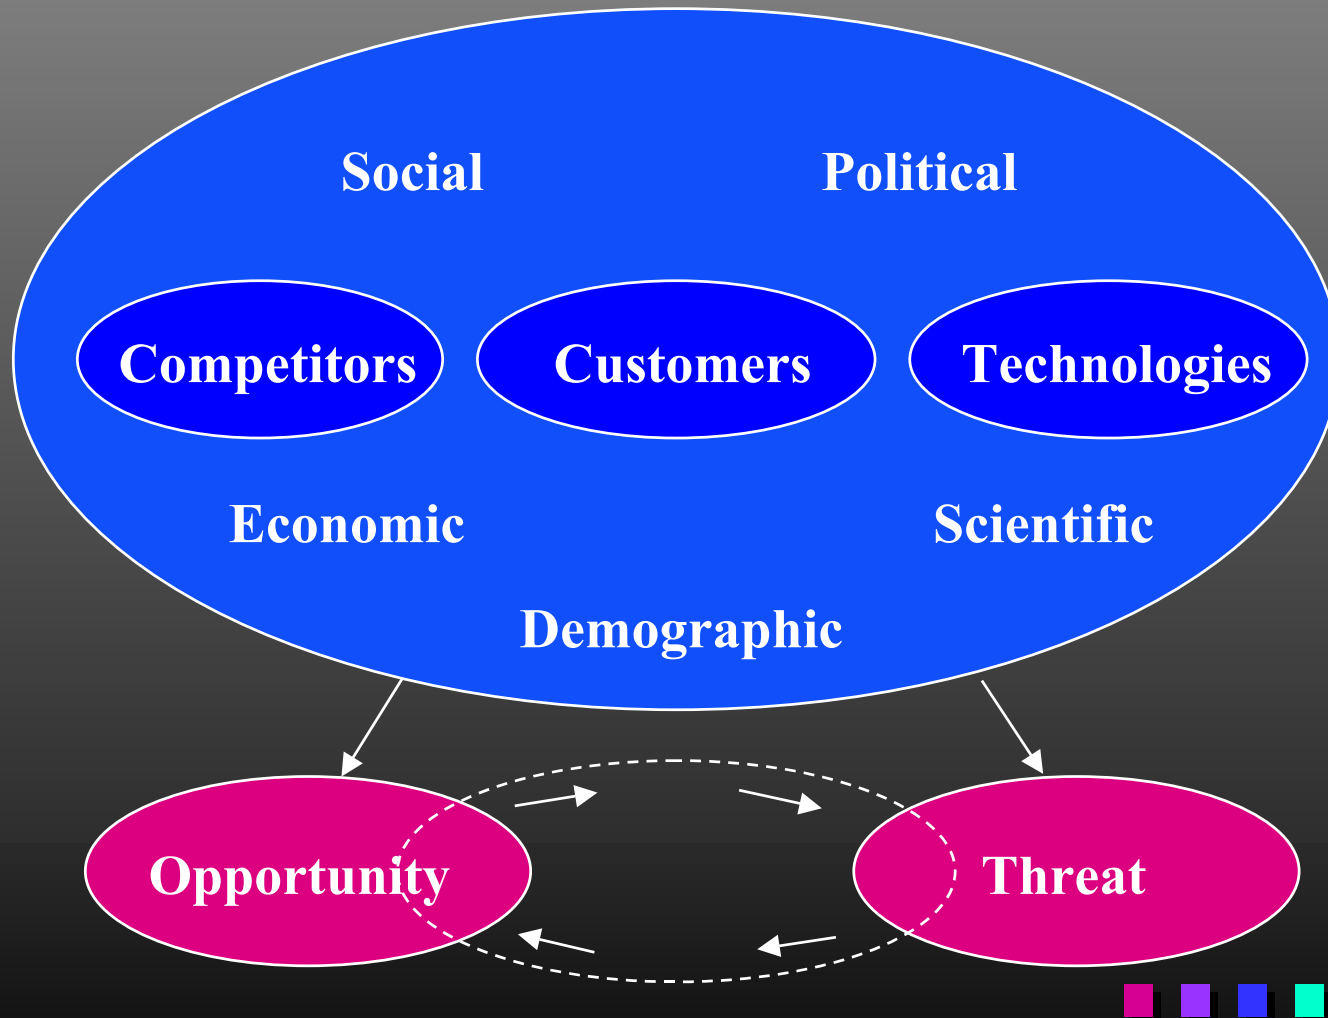 Social
Political
Competitors
Customers
Technologies
Economic
Scientific
Demographic
Opportunity
Threat